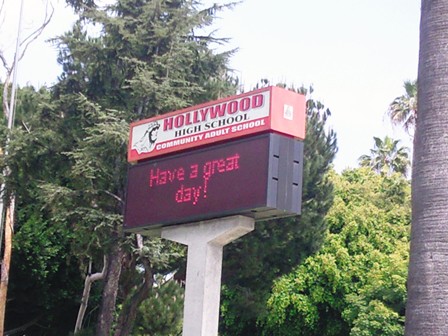 HOLLYWOOD
HIGH SCHOOL
COMMUNITY ADULT SCHOOL
Have a great
day!